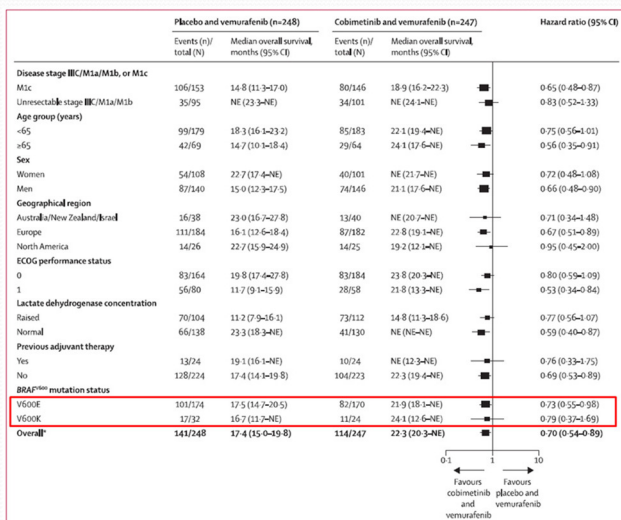 Placebo and vemurafenib (n=248) Cobimetinib and vemurafenib (n=247) Hazard ratio (95% CI)
Events (n)/ total (N) Median overall survival, months (95% CI) Events (n)/ total (N) Median overall survival, months (95% CI)
Disease stage IIIC/M1a/M1b, or M1c
M1c 106/153 14·8 (11·3–17·0) 80/146 18·9 (16·2–22·3) 0·65 (0·48–0·87)
Unresectable stage IIIC/M1a/M1b 35/95 NE (23·3–NE) 34/101 NE (24·1–NE) 0·83 (0·52–1·33)
Age group (years)
<65 99/179 18·3 (16·1–23·2) 85/183 22·1 (19·4–NE) 0·75 (0·56–1·01)
≥65 42/69 14·7 (10·1–18·4) 29/64 24·1 (17·6–NE) 0·56 (0·35–0·91)
Sex
Women 54/108 22·7 (17·4–NE) 40/101 NE (21·7–NE) 0·72 (0·48–1·08)
Men 87/140 15·0 (12·3–17·5) 74/146 21·1 (17·6–NE) 0·66 (0·48–0·90)
Geographical region
Australia/New Zealand/Israel 16/38 23·0 (16·7–27·8) 13/40 NE (20·7–NE) 0·71 (0·34–1·48)
Europe 111/184 16·1 (12·6–18·4) 87/182 22·8 (19·1–NE) 0·67 (0·51–0·89)
North America 14/26 22·7 (15·9–24·9) 14/25 19·2 (12·1–NE) 0·95 (0·45–2·00)
ECOG performance status
0 83/164 19·8 (17·4–27·8) 83/184 23·8 (20·3–NE) 0·80 (0·59–1·09)
1 56/80 11·7 (9·1–15·9) 28/58 21·8 (13·3–NE) 0·53 (0·34–0·84)
Lactate dehydrogenase concentration
Raised 70/104 11·2 (7·9–16·1) 73/112 14·8 (11·3–18·6) 0·77 (0·56–1·07)
Normal 66/138 23·3 (18·3–NE) 41/130 NE (NE–NE) 0·59 (0·40–0·87)
Previous adjuvant therapy
Yes 13/24 19·1 (16·1–NE) 10/24 NE (12·3–NE) 0·76 (0·33–1·75)
No 128/224 17·4 (14·1–19·8) 104/223 22·3 (19·4–NE) 0·69 (0·53–0·89)
BRAFV600 mutation status
V600E 101/174 17·5 (14·7–20·5) 82/170 21·9 (18·1–NE) 0·73 (0·55–0·98)
V600K 17/32 16·7 (11·7–NE) 11/24 24·1 (12·6–NE) 0·79 (0·37–1·69)
Overall* 141/248 17·4 (15·0–19·8) 114/247 22·3 (20·3–NE) 0·70 (0·54–0·89)
0·1 1 10
Favours cobimetinib and vemurafenib
Favours placebo and vemurafenib